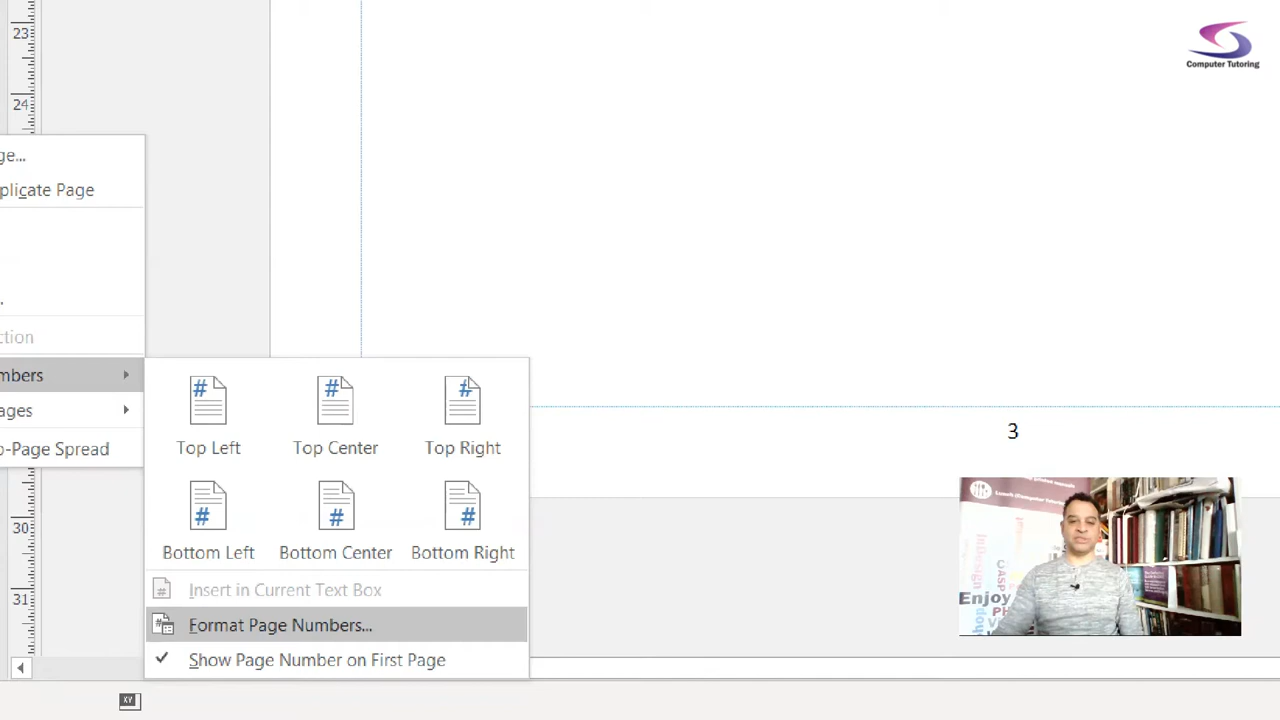 23
24
Computer Tutoring
ge...
plicate Page
.
ction
mbers
ages
o-Page Spread
Top Left
Top Center
Top Right
Bottom Left
Bottom Center
Bottom Right
Insert in Current Text Box
Format Page Numbers...
✓ Show Page Number on First Page
3
30
31
InDesign
Enjoy